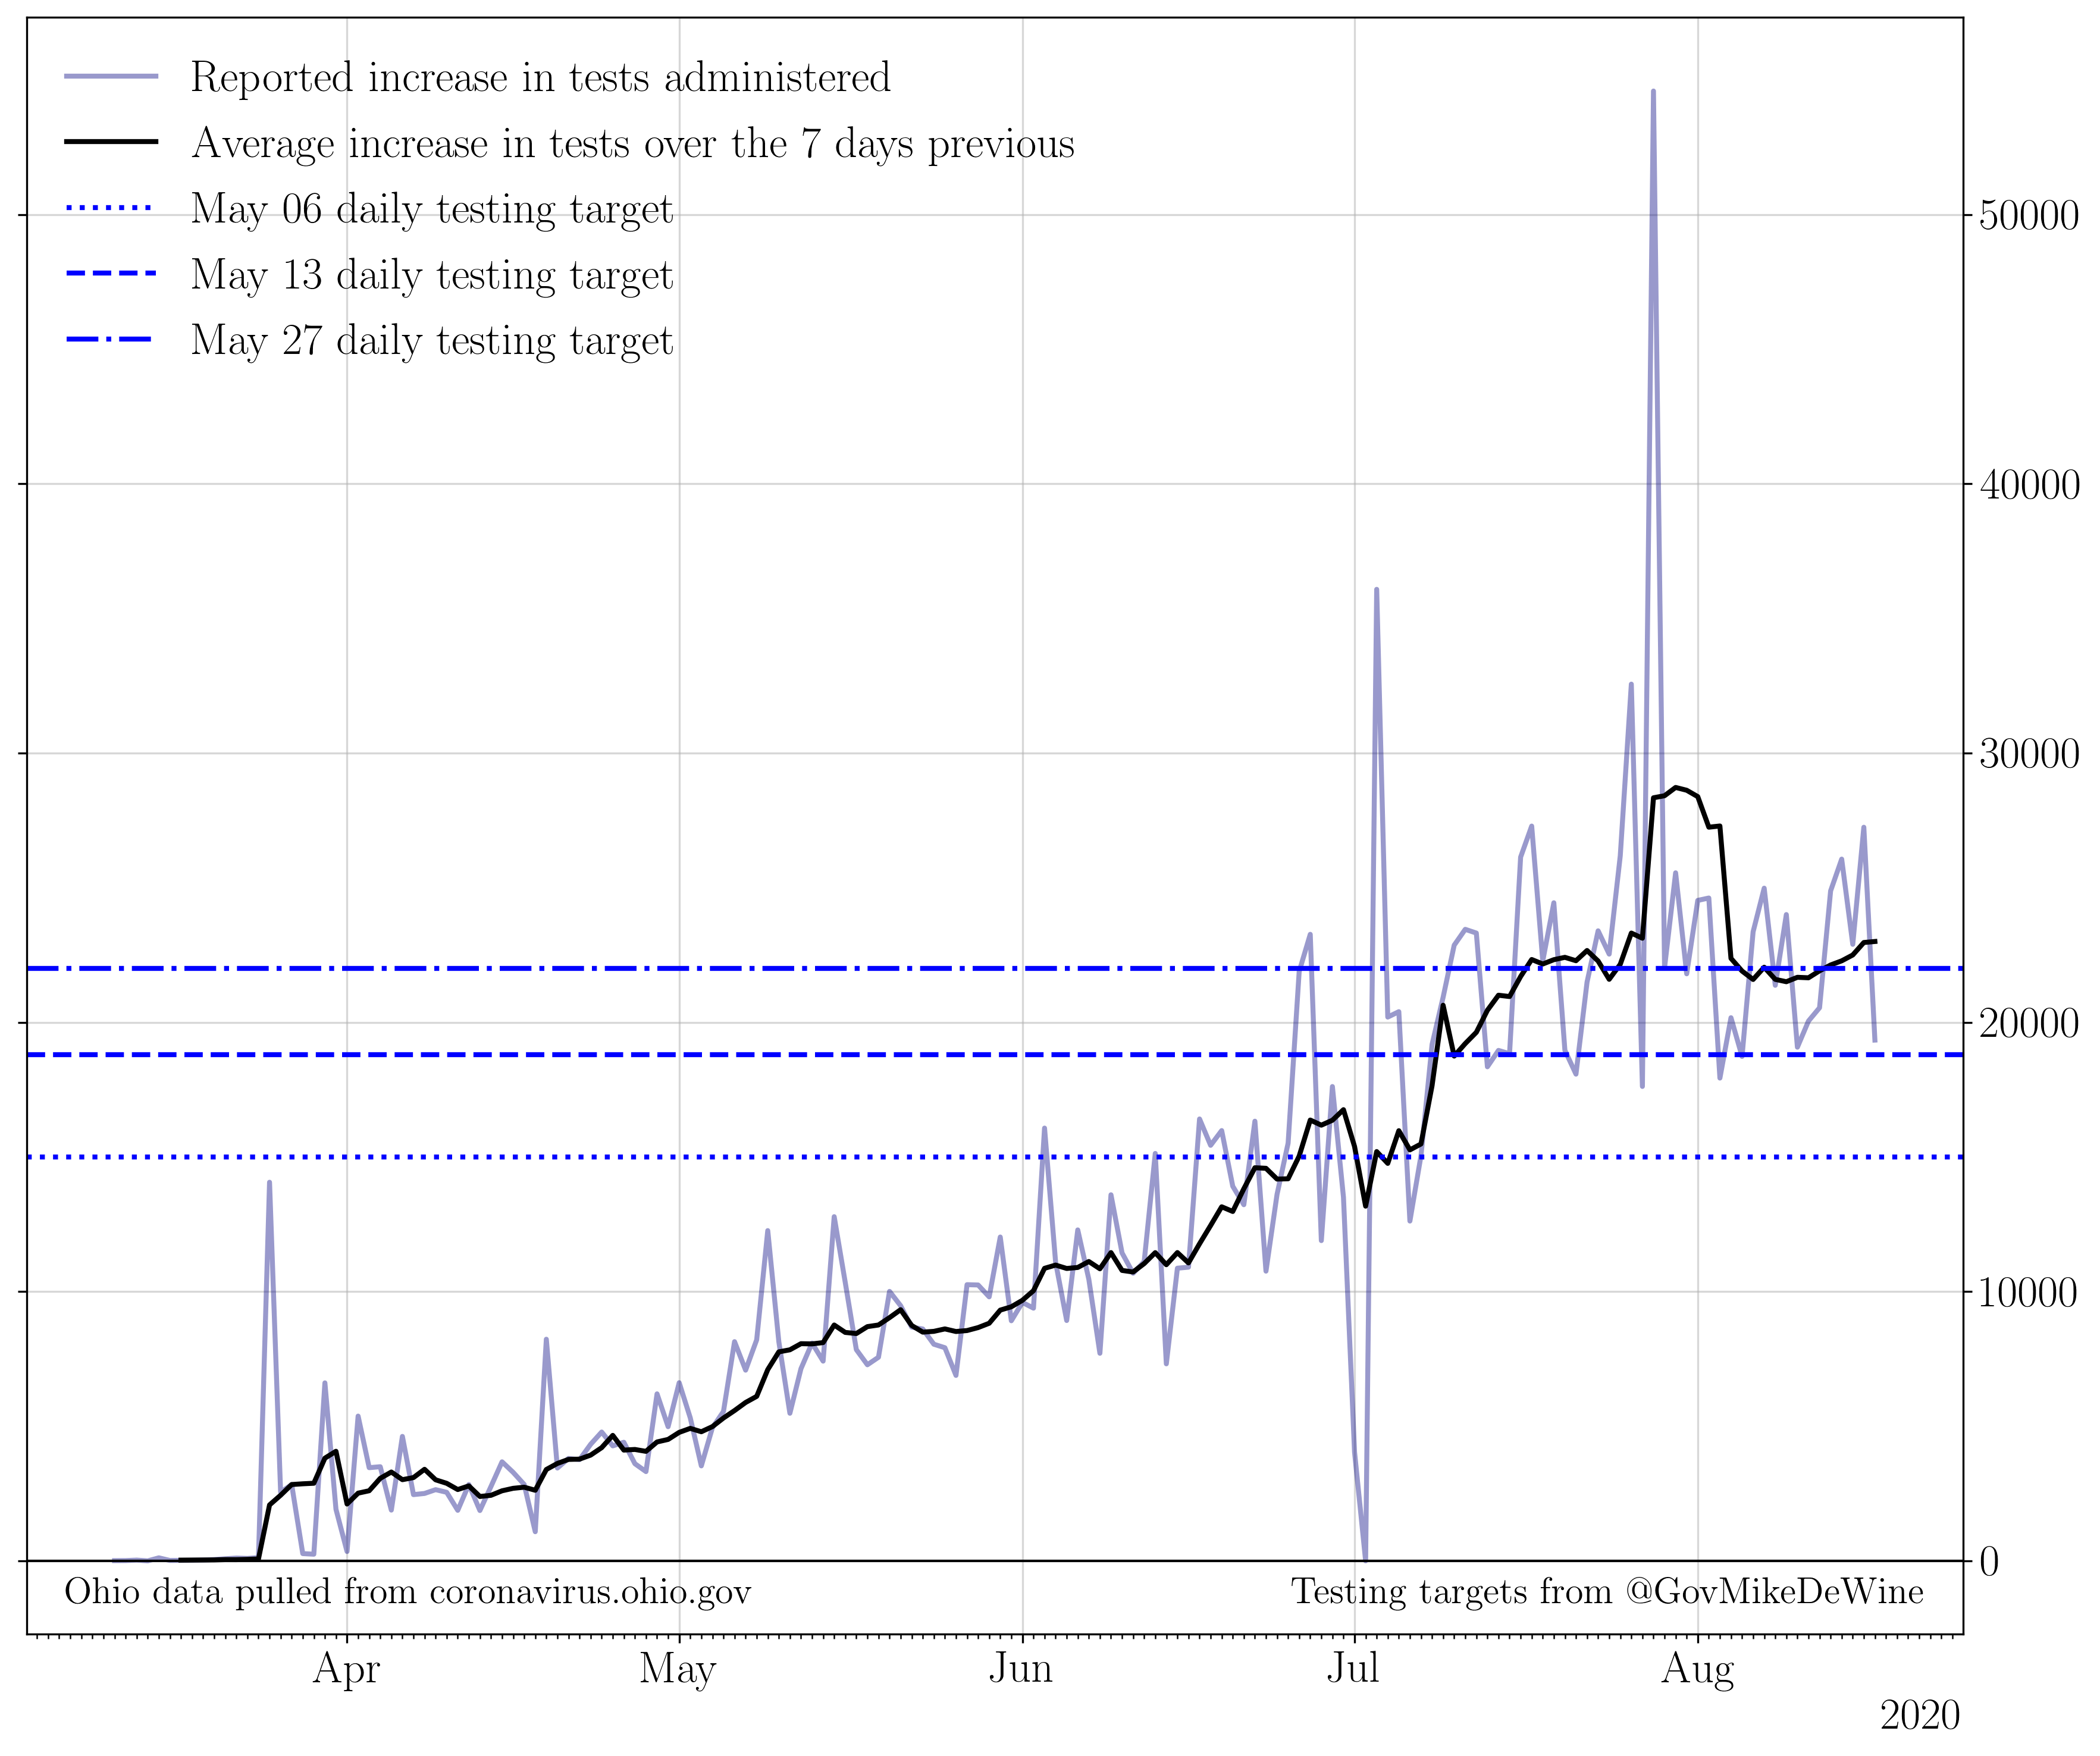 Reported increase in tests administered
Average increase in tests over the 7 days previous
May 06 daily testing target
May 13 daily testing target
May 27 daily testing target
50000
40000
30000
20000
10000
0
Ohio data pulled from coronavirus.ohio.gov
Testing targets from @GovMikeDeWine
Apr May Jun Jul Aug
2020